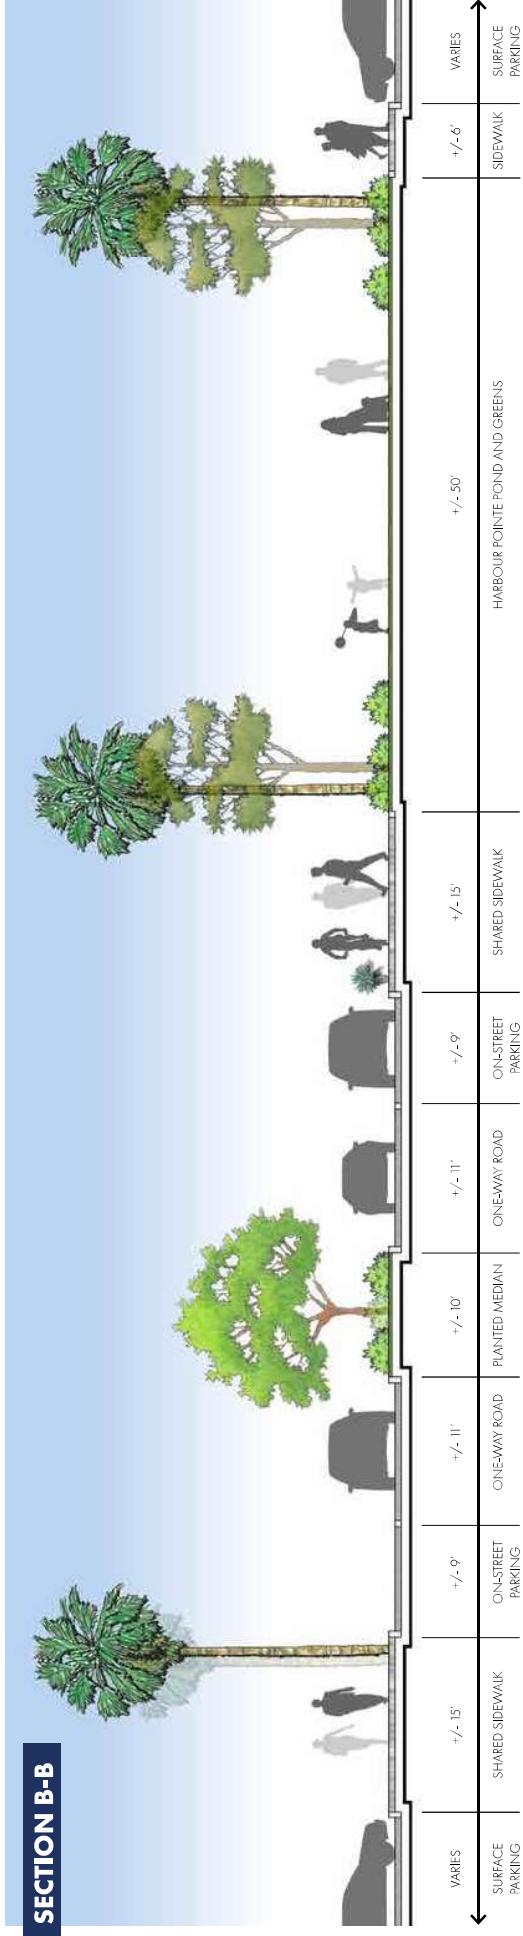 SECTION B-B
VARIES
+/- 15'
+/- 9'
+/- 11'
+/- 10'
+/- 11'
+/- 9'
+/- 15'
+/- 50'
+/- 6'
VARIES
SURFACE
PARKING
SHARED SIDEWALK
ON-STREET
PARKING
ONE-WAY ROAD
PLANTED MEDIAN
ONE-WAY ROAD
ON-STREET
PARKING
SHARED SIDEWALK
HARBOUR POINTE POND AND GREENS
SIDEWALK
SURFACE
PARKING